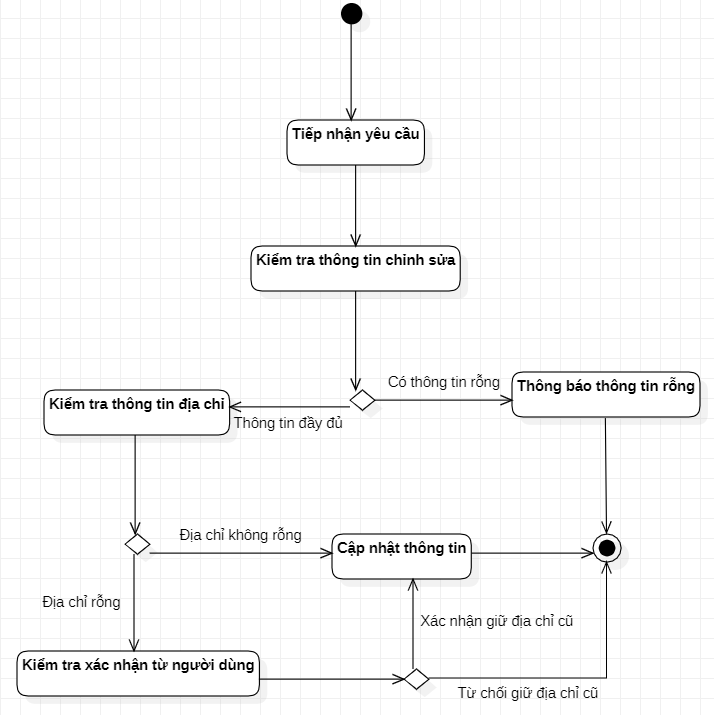 Tiếp nhận yêu cầu
Kiểm tra thông tin chỉnh sửa
Có thông tin rỗng
Thông báo thông tin rỗng
Kiểm tra thông tin địa chỉ
Thông tin đầy đủ
Địa chỉ không rỗng
Cập nhật thông tin
Địa chỉ rỗng
Xác nhận giữ địa chỉ cũ
Kiểm tra xác nhận từ người dùng
Từ chối giữ địa chỉ cũ